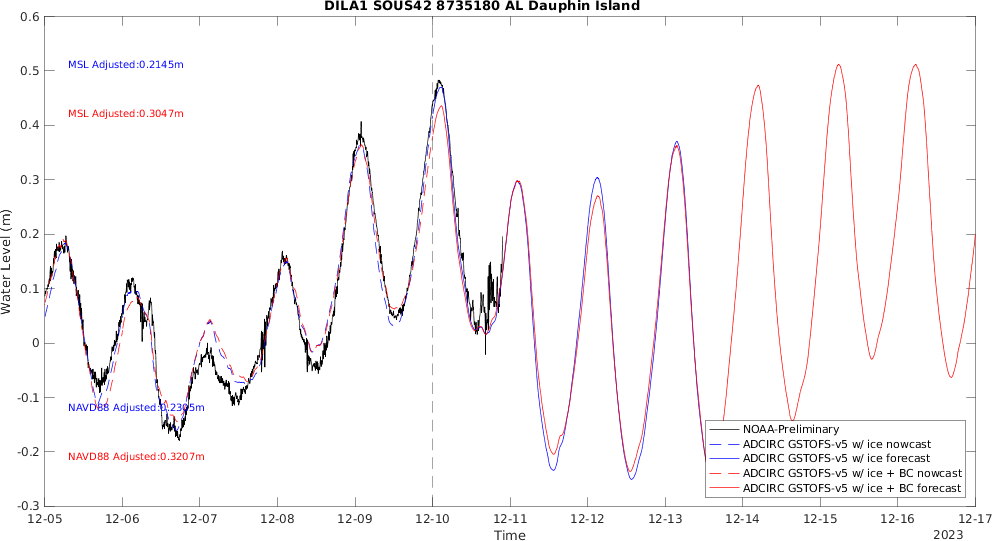 DILA1 SOUS42 8735180 AL Dauphin Island
0.6
0.5
0.4
0.3
0.2
0.1
0
-0.1
-0.2
-0.3
Water Level (m)
MSL Adjusted:0.2145m
MSL Adjusted:0.3047m
NAVD88 Adjusted:0.2305m
NAVD88 Adjusted:0.3207m
NOAA-Preliminary
ADCIRC GSTOFS-v5 w/ ice nowcast
ADCIRC GSTOFS-v5 w/ ice forecast
ADCIRC GSTOFS-v5 w/ ice + BC nowcast
ADCIRC GSTOFS-v5 w/ ice + BC forecast
12-05 12-06 12-07 12-08 12-09 12-10 12-11 12-12 12-13 12-14 12-15 12-16 12-17
Time
2023